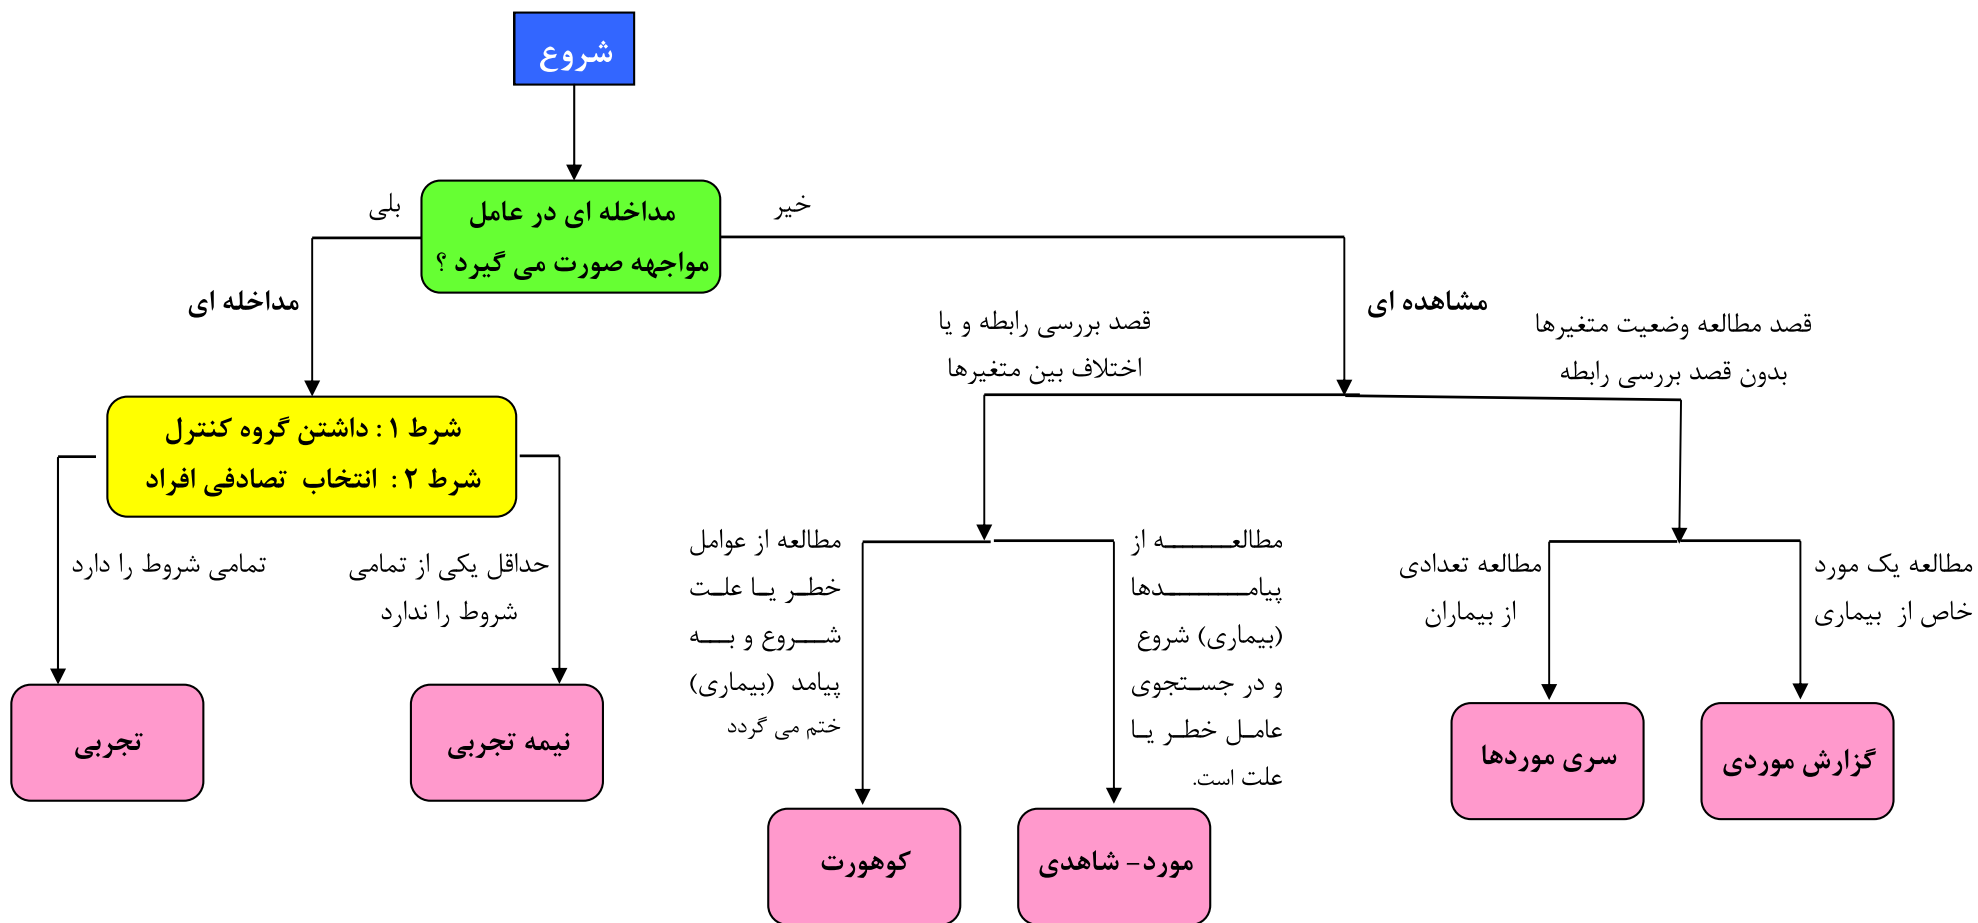 شروع
مداخله ای در عامل
مواجهه صورت می گیرد ؟
خیر
بلی
مشاهده ای
مداخله ای
قصد مطالعه وضعیت متغیرها
بدون قصد بررسی رابطه
قصد بررسی رابطه و یا
اختلاف بین متغیرها
شرط ۱ : داشتن گروه کنترل
شرط ۲ : انتخاب تصادفی افراد
مطالعه یک مورد
خاص از بیماری
مطالعه تعدادی
از بیماران
مطالعه از
پیامدها
(بیماری) شروع
و در جستجوی
عامل خطر یا
علت است.
مطالعه از عوامل
خطر یا علت
شروع و به
پیامد (بیماری)
ختم می گردد
حداقل یکی از تمامی
شروط را ندارد
تمامی شروط را دارد
گزارش موردی
سری موردها
مورد - شاهدی
کوهورت
نیمه تجربی
تجربی